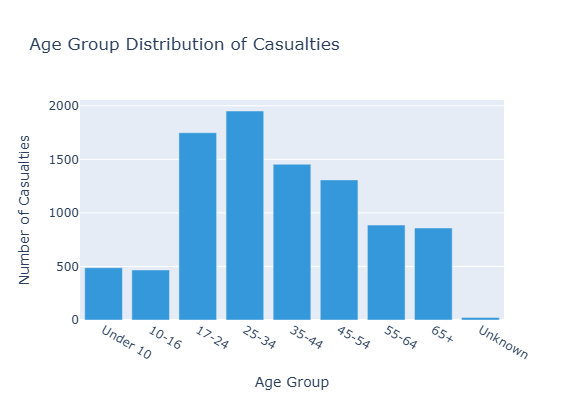 Age Group Distribution of Casualties
2000
1500
1000
500
0
Number of Casualties
Under 10
10-16
17-24
25-34
35-44
45-54
55-64
65+
Unknown
Age Group